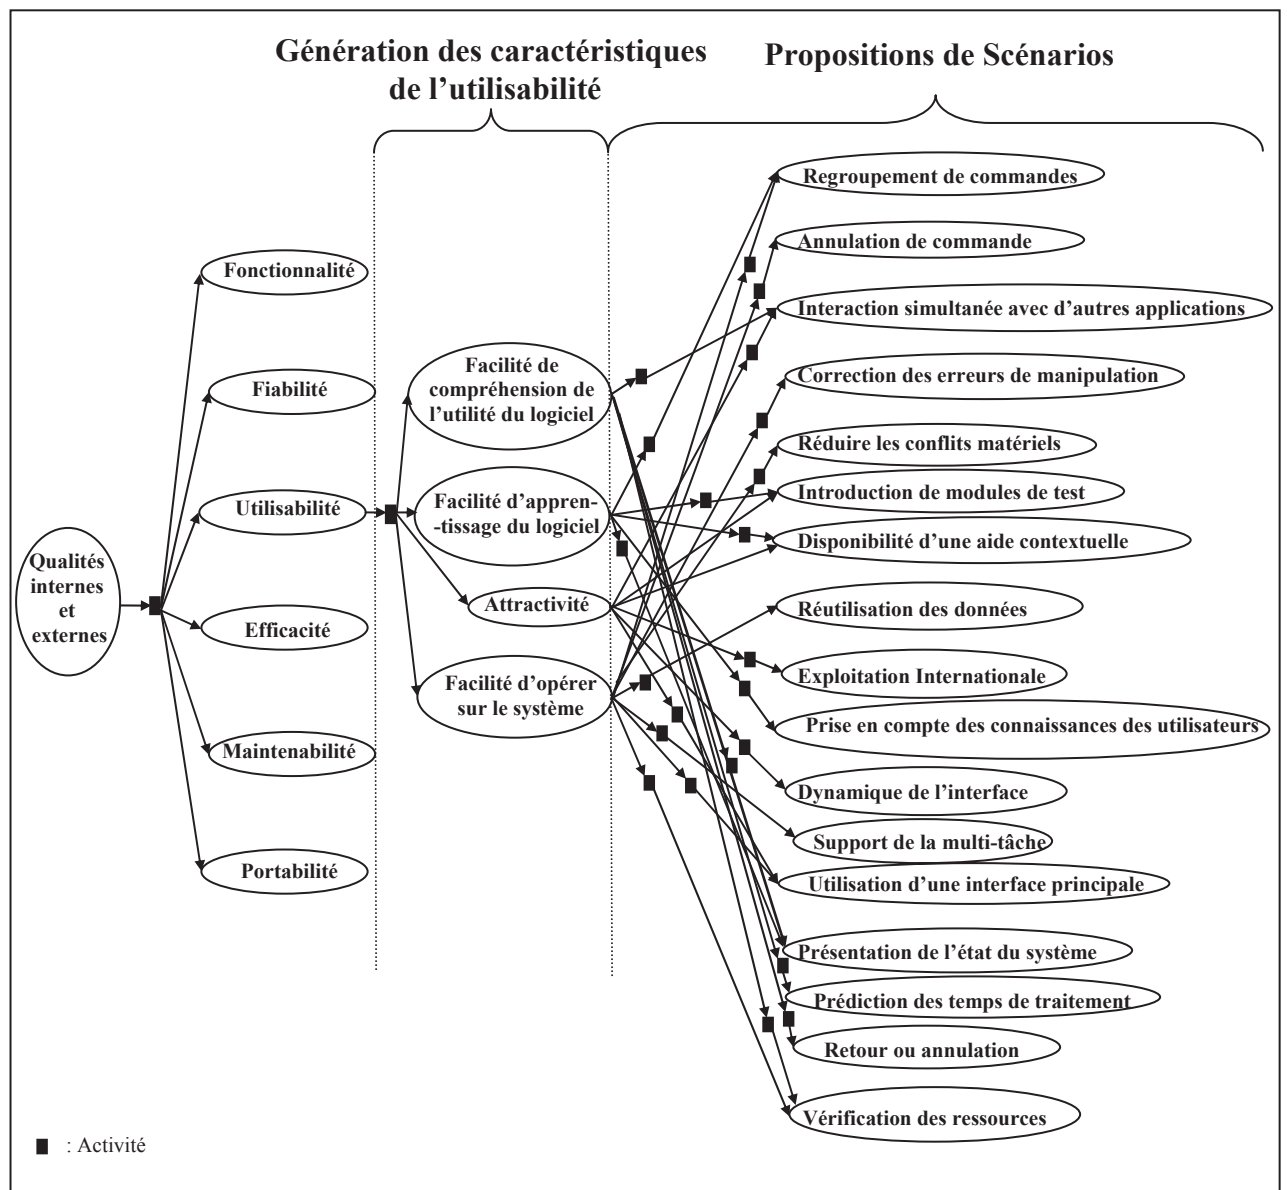 Génération des caractéristiques
de l’utilisabilité
Propositions de Scénarios
Qualités
internes
et
externes
Fonctionnalité
Fiabilité
Utilisabilité
Efficacité
Maintenabilité
Portabilité
Facilité de
compréhension de
l’utilité du logiciel
Facilité d’appren-
-tissage du logiciel
Attractivité
Facilité d’opérer
sur le système
Regroupement de commandes
Annulation de commande
Interaction simultanée avec d’autres applications
Correction des erreurs de manipulation
Réduire les conflits matériels
Introduction de modules de test
Disponibilité d’une aide contextuelle
Réutilisation des données
Exploitation Internationale
Prise en compte des connaissances des utilisateurs
Dynamique de l’interface
Support de la multi-tâche
Utilisation d’une interface principale
Présentation de l’état du système
Prédiction des temps de traitement
Retour ou annulation
Vérification des ressources
: Activité